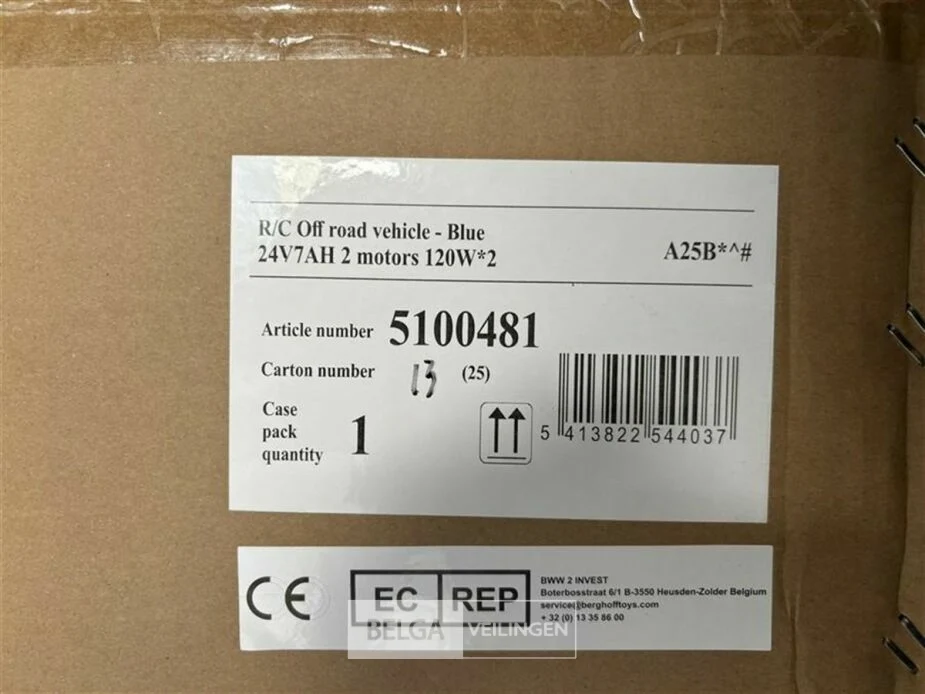 R/C Off road vehicle - Blue
24V7AH 2 motors 120W*2
A25B*^#
Article number 5100481
Carton number 13 (25)
Case
pack
quantity 1
5 413822 544037
CE EC REP
BWW 2 INVEST
Boterbosstraat 6/1 B-3550 Heusden-Zolder Belgium
service@berghofftoys.com
+ 32 (0) 13 35 86 00
BELGA VEILINGEN